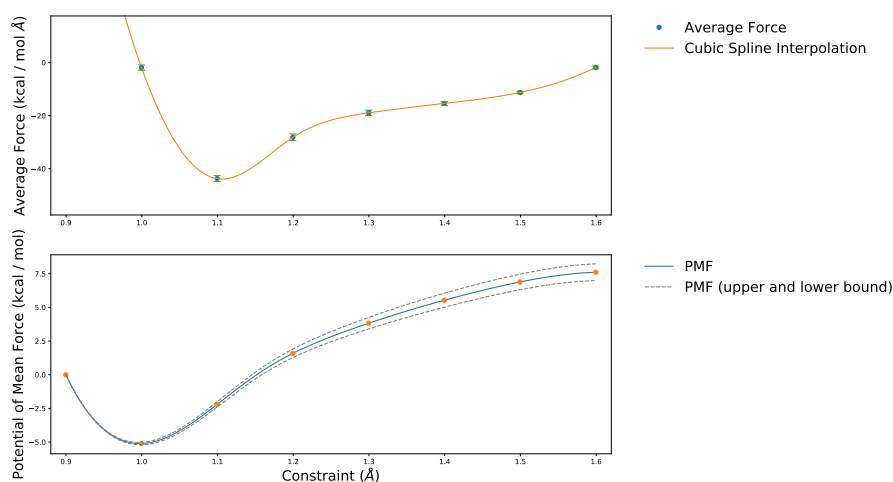 Average Force (kcall / mol Å)
0
−20
−40
0.9 1.0 1.1 1.2 1.3 1.4 1.5 1.6
Average Force
Cubic Spline Interpolation
Potential of Mean Force (kcal / mol)
7.5
5.0
2.5
0.0
−2.5
−5.0
0.9 1.0 1.1 1.2 1.3 1.4 1.5 1.6
Constraint (Å)
PMF
PMF (upper and lower bound)